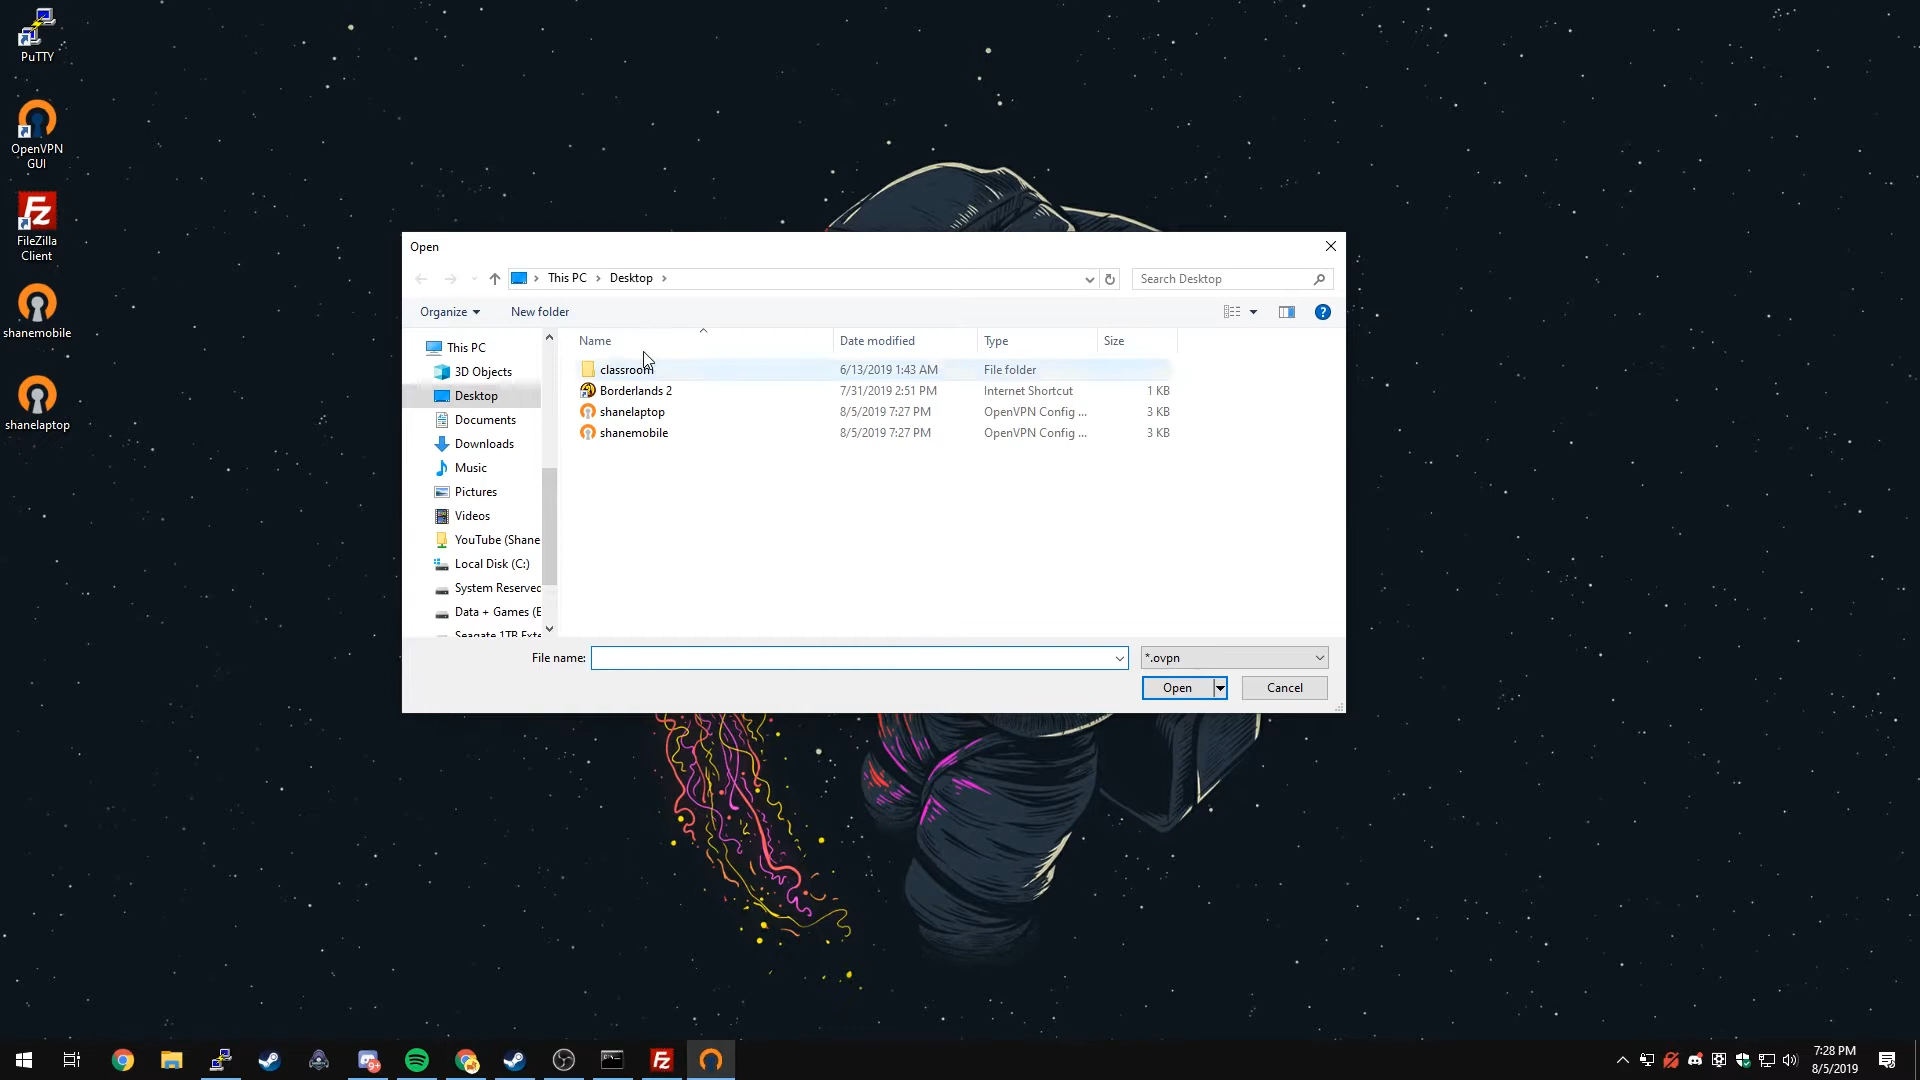 PuTTY
OpenVPN
GUI
FileZilla
Client
shanemobile
shanelaptop
Open
This PC
Desktop
Search Desktop
Organize
New folder
This PC
3D Objects
Desktop
Documents
Downloads
Music
Pictures
Videos
YouTube (Shane
Local Disk (C:)
System Reserved
Data + Games (E
Seagate 1TB Exte
Name Date modified Type Size
classroom 6/13/2019 1:43 AM File folder
Borderlands 2 7/31/2019 2:51 PM Internet Shortcut 1 KB
shanelaptop 8/5/2019 7:27 PM OpenVPN Config ... 3 KB
shanemobile 8/5/2019 7:27 PM OpenVPN Config ... 3 KB
File name:
*.ovpn
Open
Cancel
7:28 PM
8/5/2019